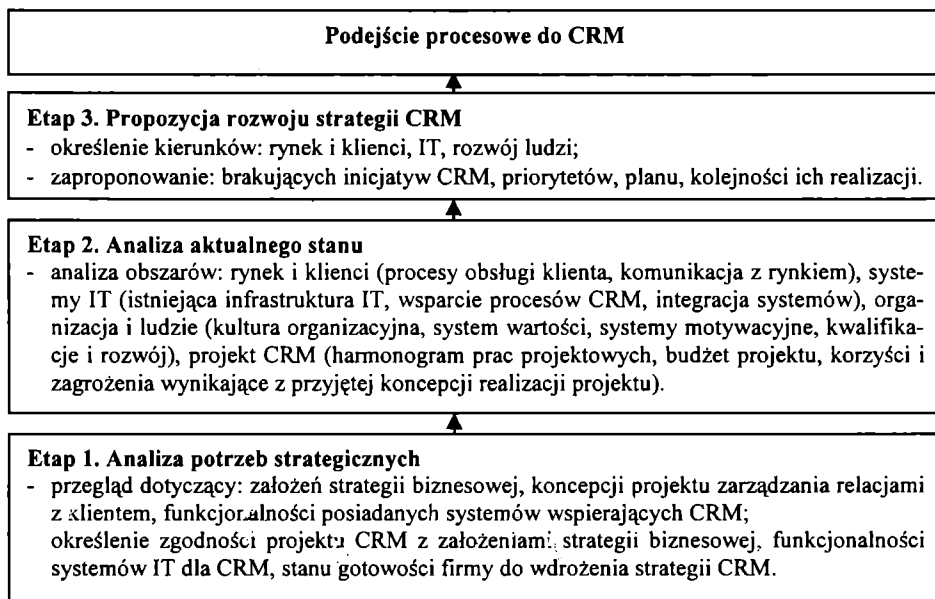 Podejście procesowe do CRM
Etap 3. Propozycja rozwoju strategii CRM
- określenie kierunków: rynek i klienci, IT, rozwój ludzi;
- zaproponowanie: brakujących inicjatyw CRM, priorytetów, planu, kolejności ich realizacji.
Etap 2. Analiza aktualnego stanu
- analiza obszarów: rynek i klienci (procesy obsługi klienta, komunikacja z rynkiem), syste-
my IT (istniejąca infrastruktura IT, wsparcie procesów CRM, integracja systemów), org-
anizacja i ludzie (kultura organizacyjna, system wartości, systemy motywacyjne, kwalifika-
cje i rozwój), projekt CRM (harmonogram prac projektowych, budżet projektu, korzyści i
zagrożenia wynikające z przyjętej koncepcji realizacji projektu).
Etap 1. Analiza potrzeb strategicznych
- przegląd dotyczący: założeń strategii biznesowej, koncepcji projektu zarządzania relacjami
z klientem, funkcjonalności posiadanych systemów wspierających CRM;
określenie zgodności projektu CRM z założeniami strategii biznesowej, funkcjonalności
systemów IT dla CRM, stanu gotowości firmy do wdrożenia strategii CRM.